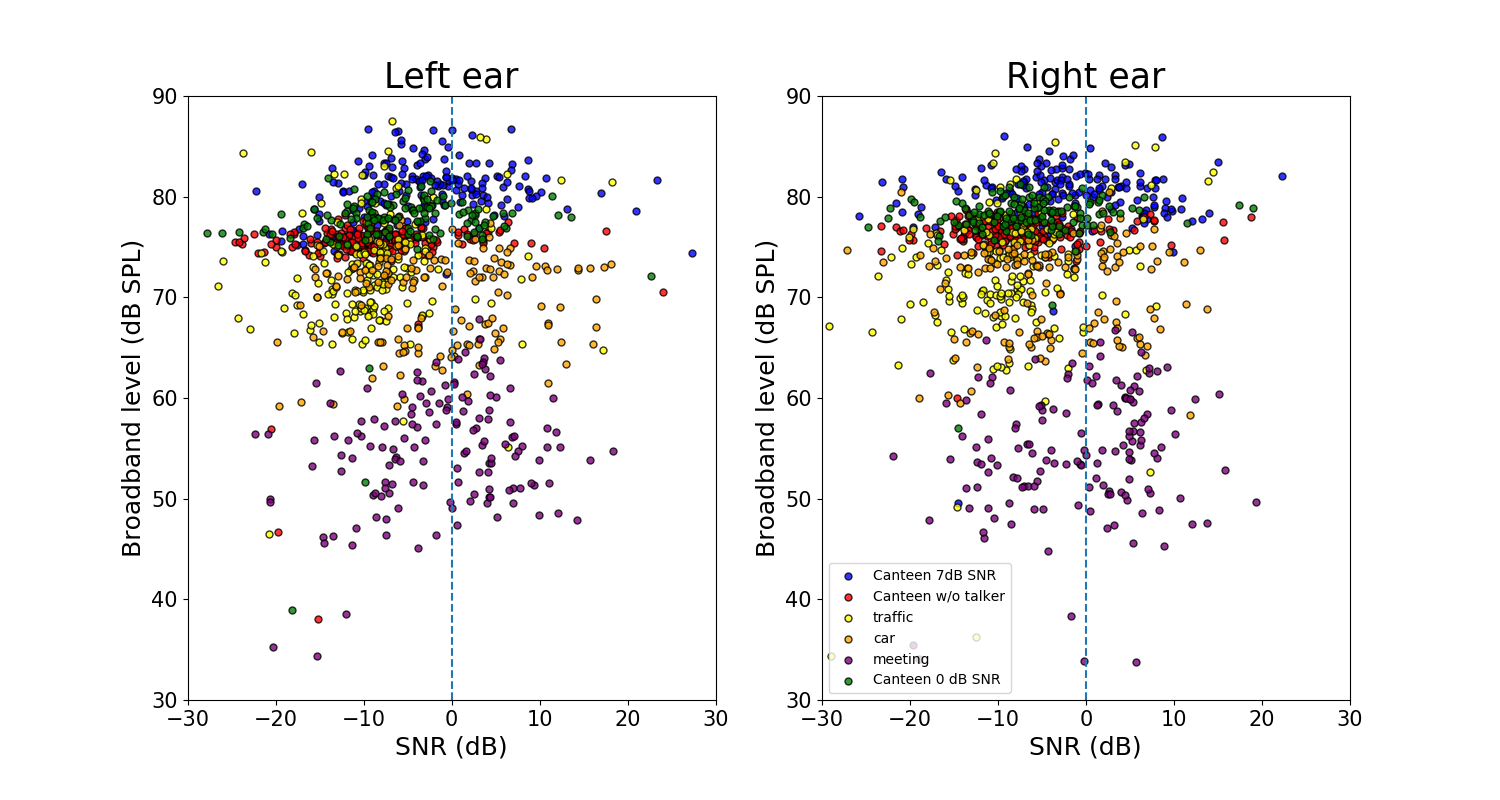 Left ear
Right ear
90
80
70
60
50
40
30
Broadband level (dB SPL)
−30 −20 −10 0 10 20 30
SNR (dB)
90
80
70
60
50
40
30
Broadband level (dB SPL)
Canteen 7dB SNR
Canteen w/o talker
traffic
car
meeting
Canteen 0 dB SNR
−30 −20 −10 0 10 20 30
SNR (dB)